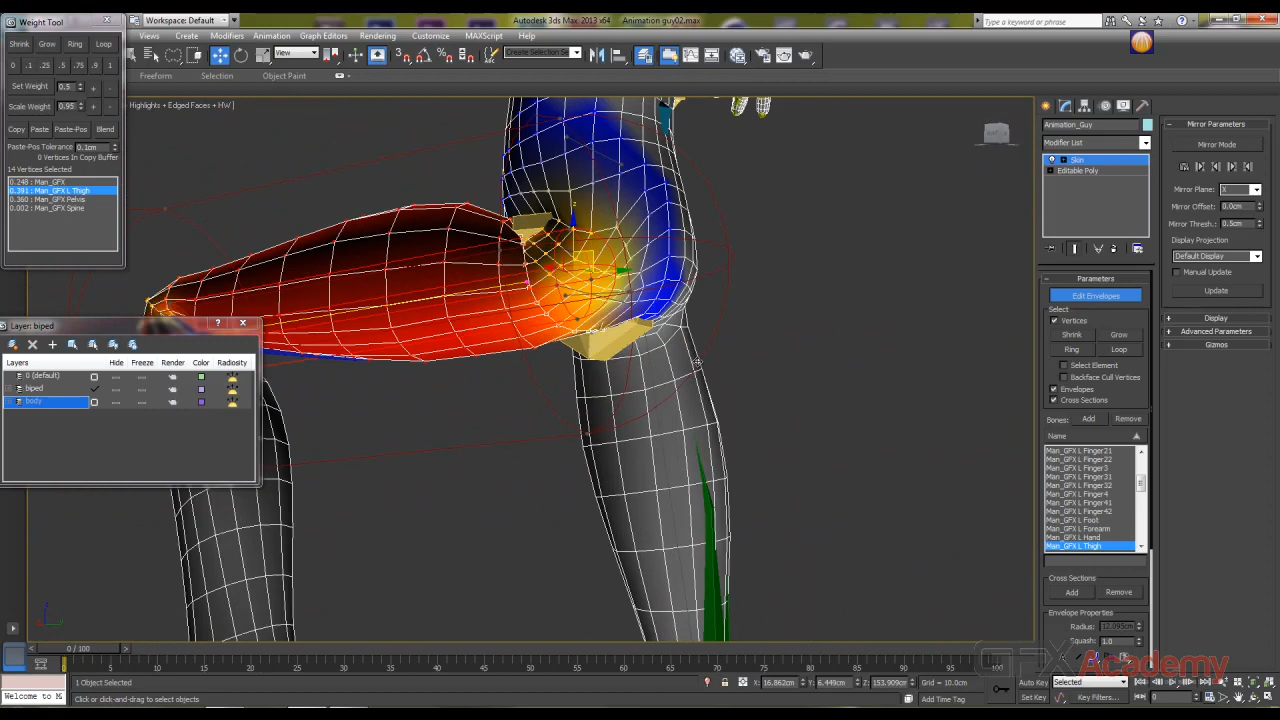 Weight Tool
Workspace: Default
Autodesk 3ds Max 2013 x64 Animation guy02.max
Type a keyword or phrase
Views Create Modifiers Animation Graph Editors Rendering Customize MAXScript Help
Shrink Grow Ring Loop
View
Create Selection Se
0 .1 .25 .5 .75 .9 1
Freeform Selection Object Paint
Set Weight 0.5 + -
Scale Weight 0.95 + -
Highlights + Edged Faces + HW ]
Copy Paste Paste-Pos Blend
Paste-Pos Tolerance 0.1cm
0 Vertices In Copy Buffer
14 Vertices Selected
0.248 : Man_GFX
0.391 : Man_GFX L Thigh
0.360 : Man_GFX Pelvis
0.002 : Man_GFX Spine
Animation_Guy
Modifier List
Skin
Editable Poly
Mirror Parameters
Mirror Mode
Mirror Plane: X
Mirror Offset: 0.0cm
Mirror Thresh.: 0.5cm
Display Projection
Default Display
Manual Update
Update
Display
Advanced Parameters
Gizmos
Parameters
Edit Envelopes
Select
Vertices
Shrink Grow
Ring Loop
Select Element
Backface Cull Vertices
Envelopes
Cross Sections
Bones: Add Remove
Name
Man_GFX L Finger21
Man_GFX L Finger22
Man_GFX L Finger3
Man_GFX L Finger31
Man_GFX L Finger32
Man_GFX L Finger4
Man_GFX L Finger41
Man_GFX L Finger42
Man_GFX L Foot
Man_GFX L Forearm
Man_GFX L Hand
Man_GFX L Thigh
Cross Sections
Add Remove
Envelope Properties
Radius: 12.095cm
Squash: 1.0
Layer: biped
Layers Hide Freeze Render Color Radiosity
0 (default)
biped
body
z
0 / 100
0 5 10 15 20 25 30 35 40 45 50 55 60 65 70 75 80 85 90 95 100
GFX Academy
1 Object Selected
X: 16.862cm Y: 6.449cm Z: 153.909cm Grid = 10.0cm
Auto Key Selected
Welcome to M
Click or click-and-drag to select objects
Add Time Tag
Set Key Key Filters... 0